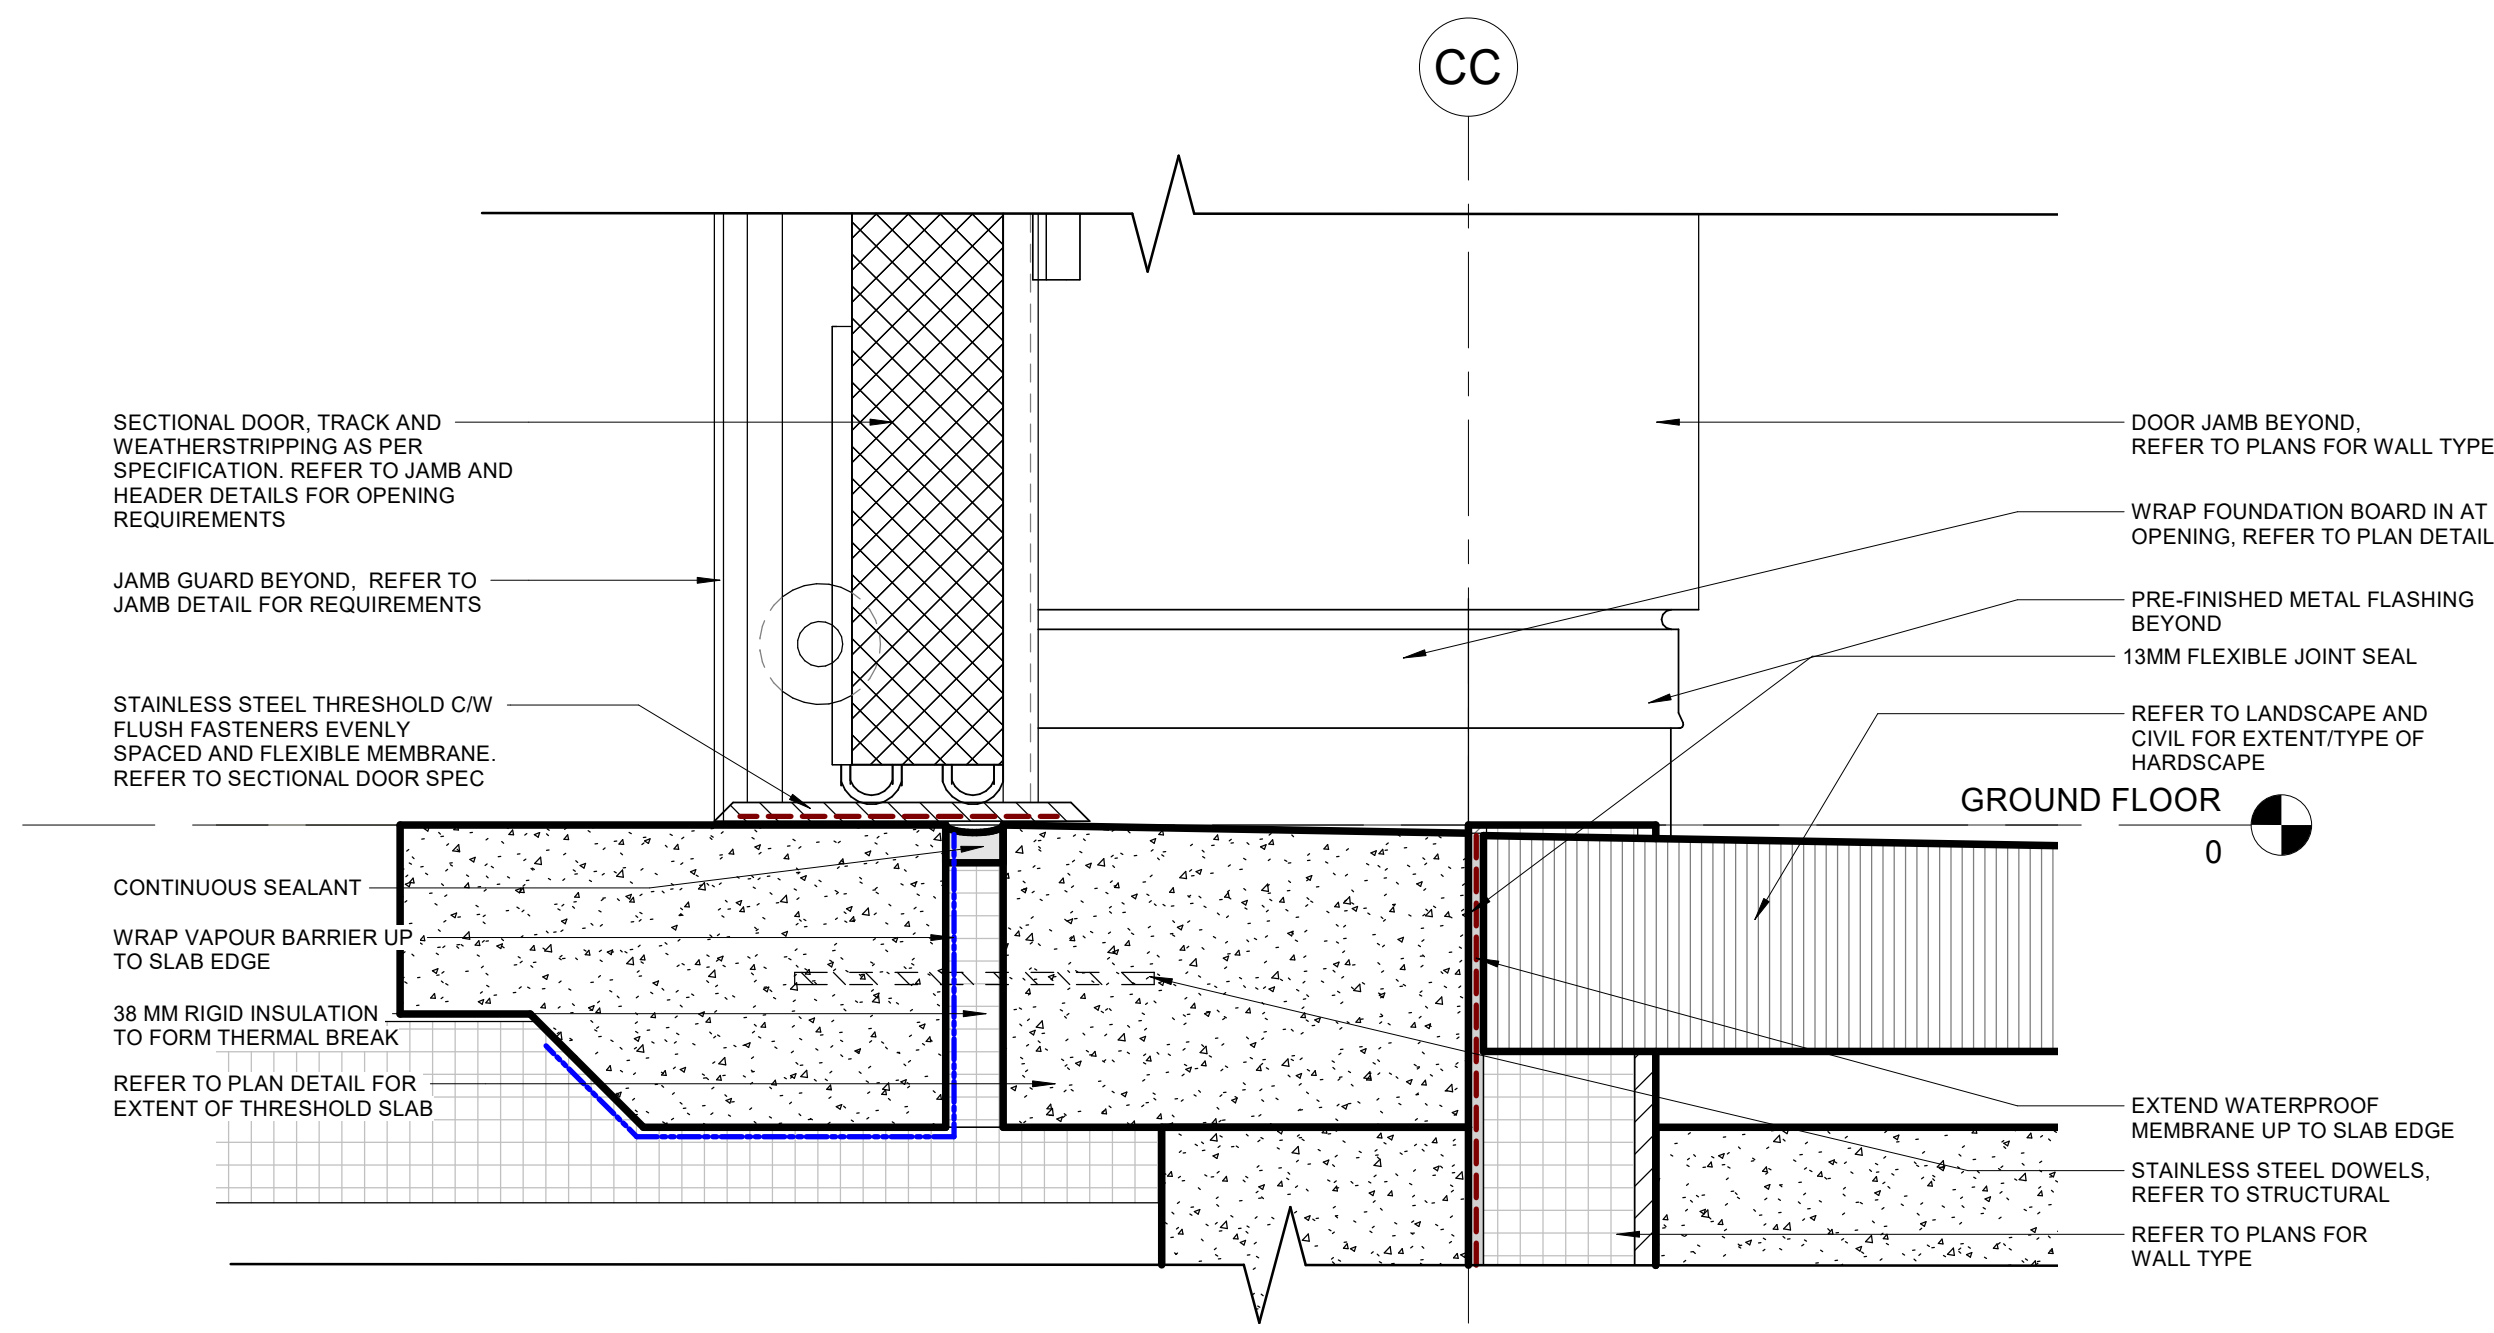 CC
SECTIONAL DOOR, TRACK AND
WEATHERSTRIPPING AS PER
SPECIFICATION. REFER TO JAMB AND
HEADER DETAILS FOR OPENING
REQUIREMENTS
JAMB GUARD BEYOND, REFER TO
JAMB DETAIL FOR REQUIREMENTS
STAINLESS STEEL THRESHOLD C/W
FLUSH FASTENERS EVENLY
SPACED AND FLEXIBLE MEMBRANE.
REFER TO SECTIONAL DOOR SPEC
CONTINUOUS SEALANT
WRAP VAPOUR BARRIER UP
TO SLAB EDGE
38 MM RIGID INSULATION
TO FORM THERMAL BREAK
REFER TO PLAN DETAIL FOR
EXTENT OF THRESHOLD SLAB
DOOR JAMB BEYOND,
REFER TO PLANS FOR WALL TYPE
WRAP FOUNDATION BOARD IN AT
OPENING, REFER TO PLAN DETAIL
PRE-FINISHED METAL FLASHING
BEYOND
13MM FLEXIBLE JOINT SEAL
REFER TO LANDSCAPE AND
CIVIL FOR EXTENT/TYPE OF
HARDSCAPE
GROUND FLOOR
0
EXTEND WATERPROOF
MEMBRANE UP TO SLAB EDGE
STAINLESS STEEL DOWELS,
REFER TO STRUCTURAL
REFER TO PLANS FOR
WALL TYPE